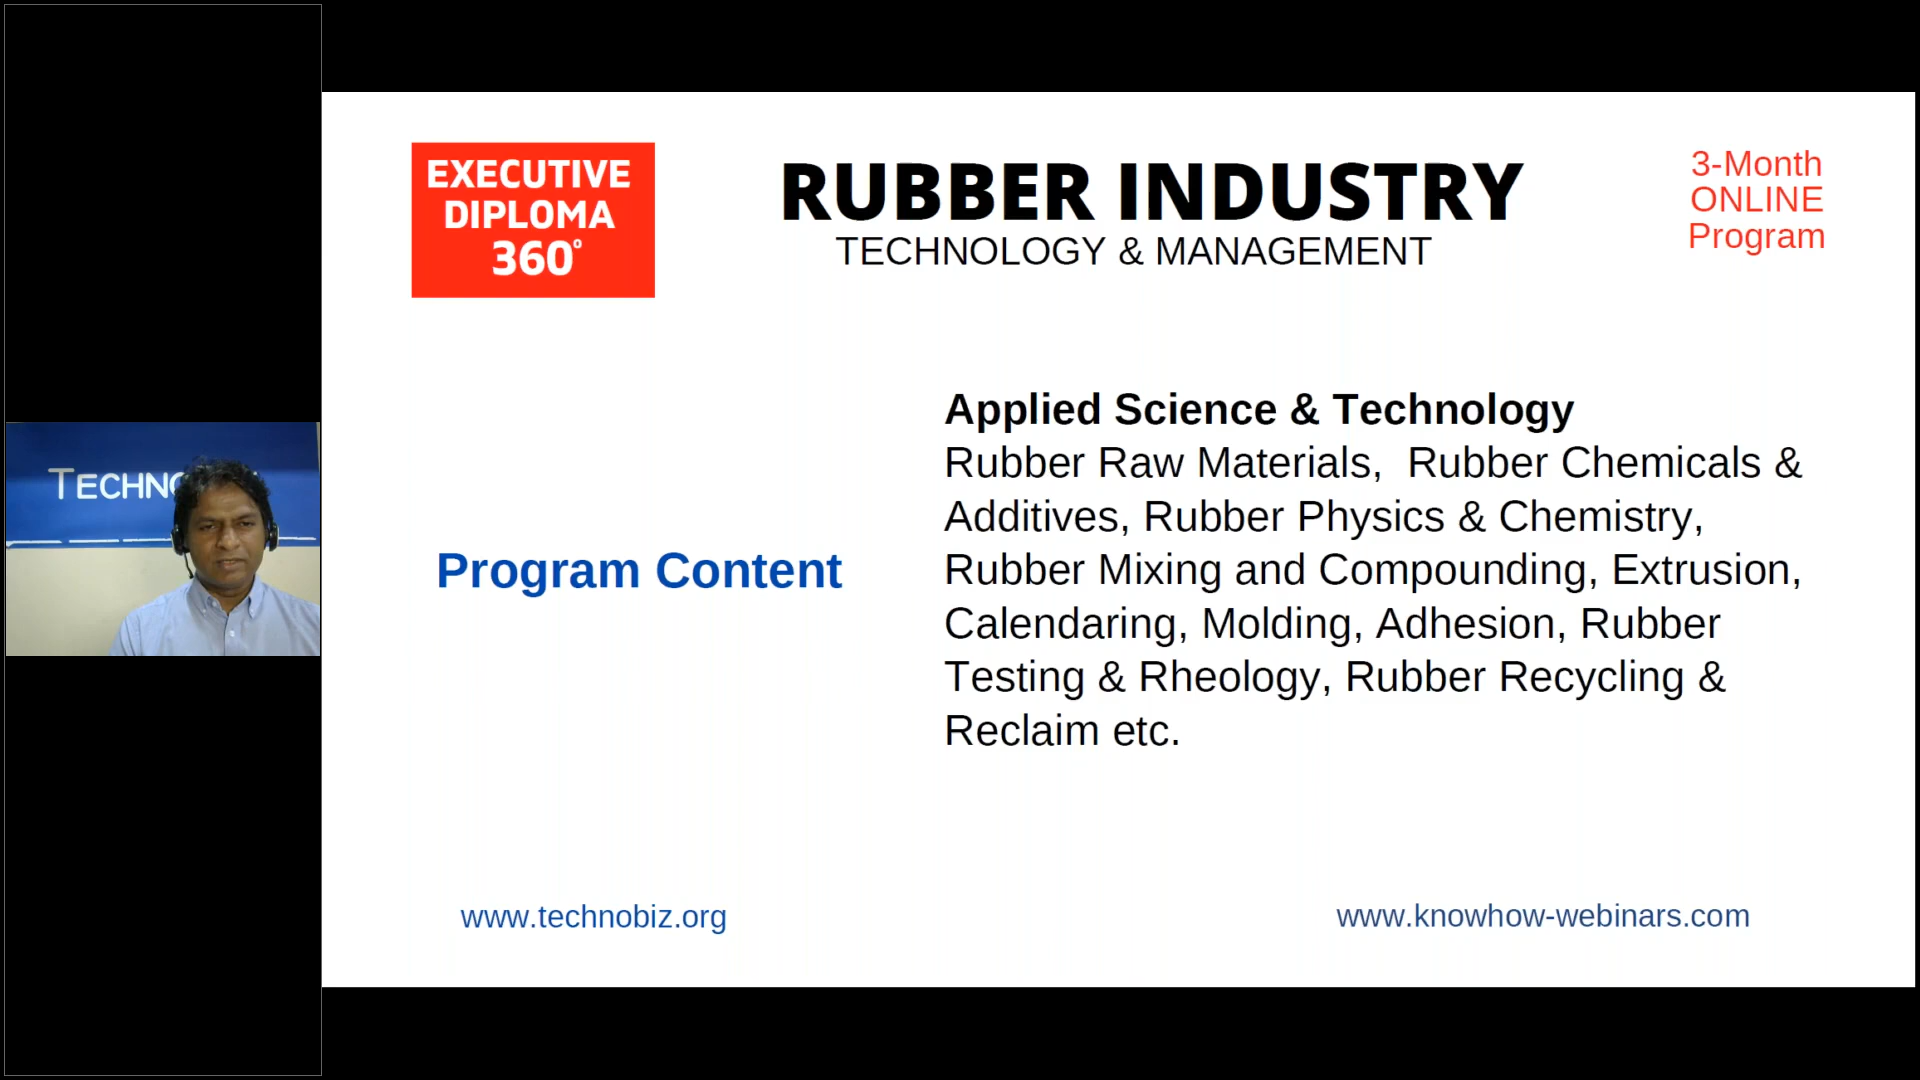 EXECUTIVE
DIPLOMA
360°
RUBBER INDUSTRY
TECHNOLOGY & MANAGEMENT
3-Month
ONLINE
Program
Program Content
Applied Science & Technology
Rubber Raw Materials,  Rubber Chemicals &
Additives, Rubber Physics & Chemistry,
Rubber Mixing and Compounding, Extrusion,
Calendaring, Molding, Adhesion, Rubber
Testing & Rheology, Rubber Recycling &
Reclaim etc.
www.technobiz.org
www.knowhow-webinars.com